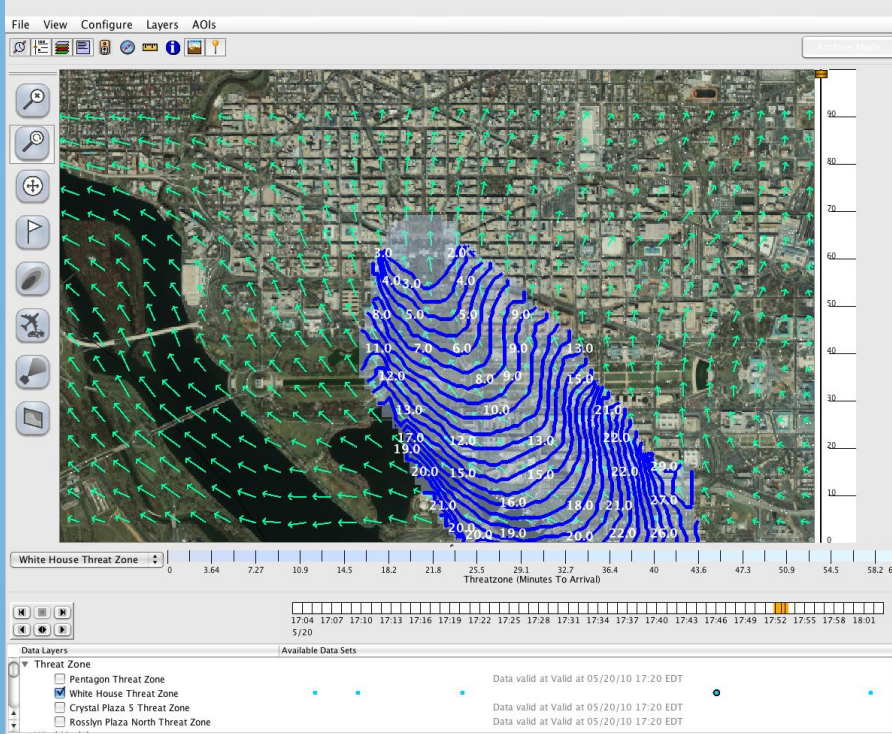 File View Configure Layers AOIs
Archive Mode
90
80
70
60
50
40
30
20
10
0
3.0 2.0
4.0 3.0 4.0
8.0 5.0 5.0 9.0
11.0 7.0 6.0 9.0 13.0
12.0 8.0 9.0 15.0
13.0 10.0 21.0
17.0 12.0 13.0 22.0
19.0
20.0 15.0 15.0 22.0 29.0
21.0 16.0 18.0 21.0 27.0
20.0 20.0 19.0 20.0 22.0 26.0
White House Threat Zone
0 3.64 7.27 10.9 14.5 18.2 21.8 25.5 29.1 32.7 36.4 40 43.6 47.3 50.9 54.5 58.2
Threatzone (Minutes To Arrival)
17:04 17:07 17:10 17:13 17:16 17:19 17:22 17:25 17:28 17:31 17:34 17:37 17:40 17:43 17:46 17:49 17:52 17:55 17:58 18:01
5/20
Data Layers Available Data Sets
Threat Zone
Pentagon Threat Zone Data valid at Valid at 05/20/10 17:20 EDT
White House Threat Zone
Crystal Plaza 5 Threat Zone Data valid at Valid at 05/20/10 17:20 EDT
Rosslyn Plaza North Threat Zone Data valid at Valid at 05/20/10 17:20 EDT